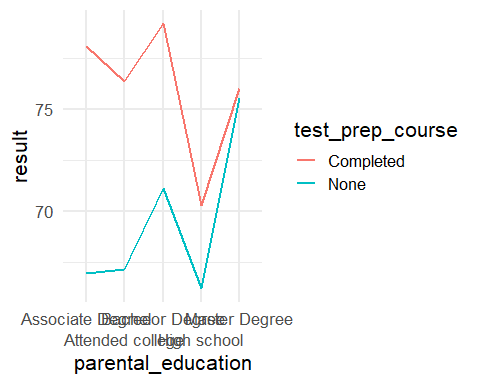 result
75
70
Associate Degree
Bachelor Degree
Master Degree
Attended college
High school
parental_education
test_prep_course
Completed
None